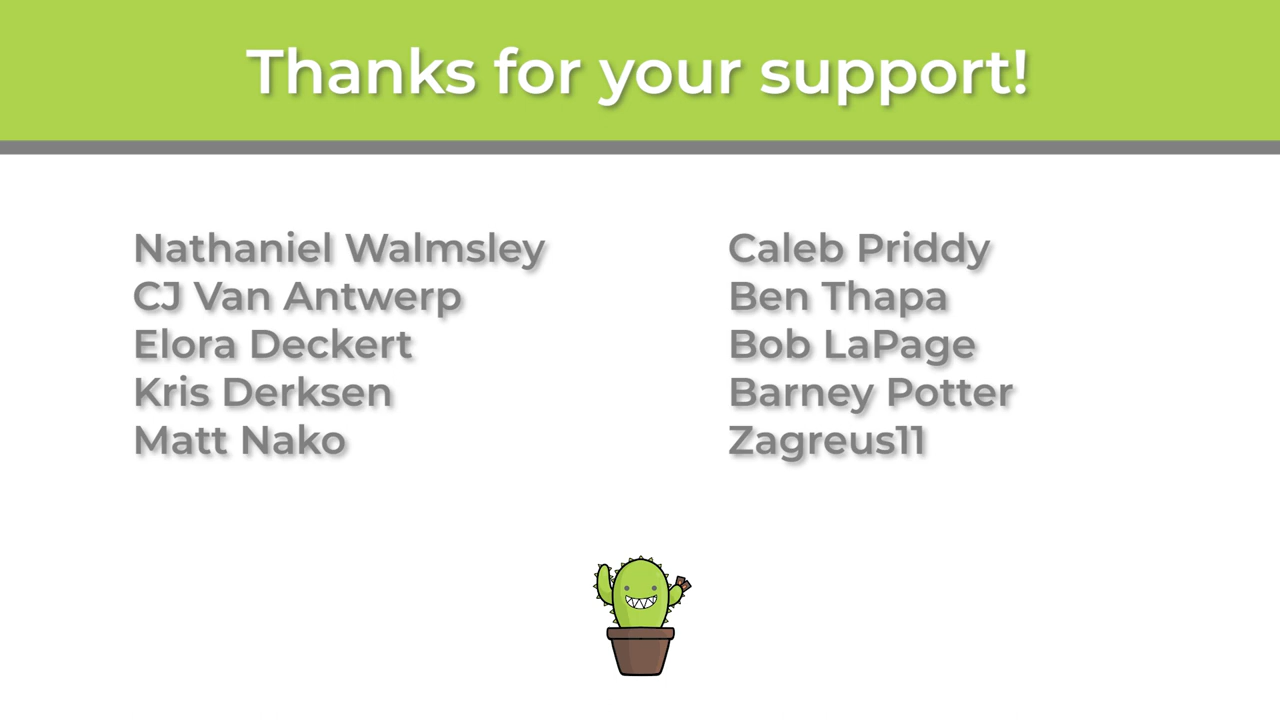 Thanks for your support!
Nathaniel Walmsley
CJ Van Antwerp
Elora Deckert
Kris Derksen
Matt Nako
Caleb Priddy
Ben Thapa
Bob LaPage
Barney Potter
Zagreus11